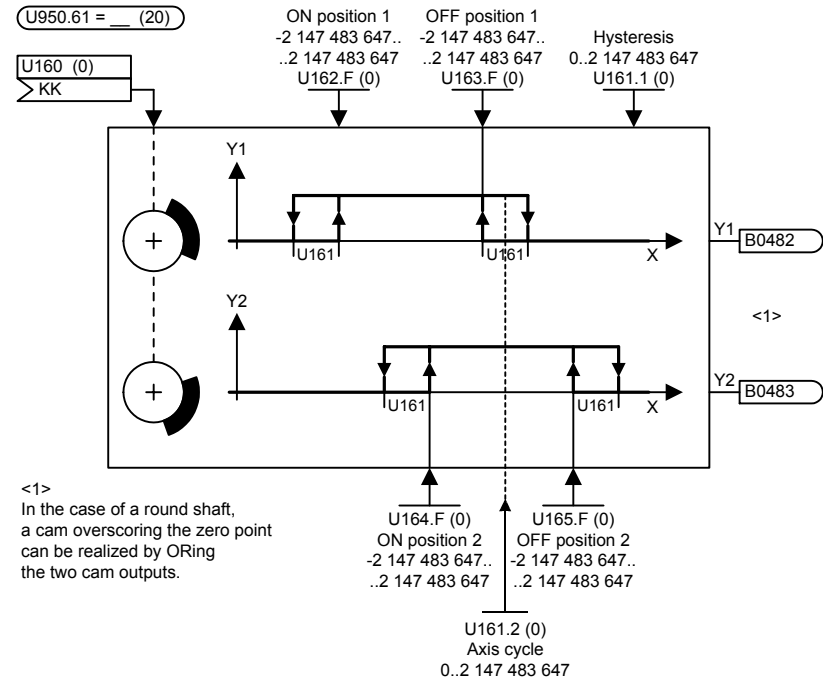 U950.61 = __ (20)
U160 (0)
KK
ON position 1
-2 147 483 647..
..2 147 483 647
U162.F (0)
OFF position 1
-2 147 483 647..
..2 147 483 647
U163.F (0)
Hysteresis
0..2 147 483 647
U161.1 (0)
Y1
U161
U161
X
Y1
B0482
<1>
Y2
U161
U161
X
Y2
B0483
<1>
In the case of a round shaft,
a cam overscoring the zero point
can be realized by ORing
the two cam outputs.
U164.F (0)
ON position 2
-2 147 483 647..
..2 147 483 647
U165.F (0)
OFF position 2
-2 147 483 647..
..2 147 483 647
U161.2 (0)
Axis cycle
0..2 147 483 647